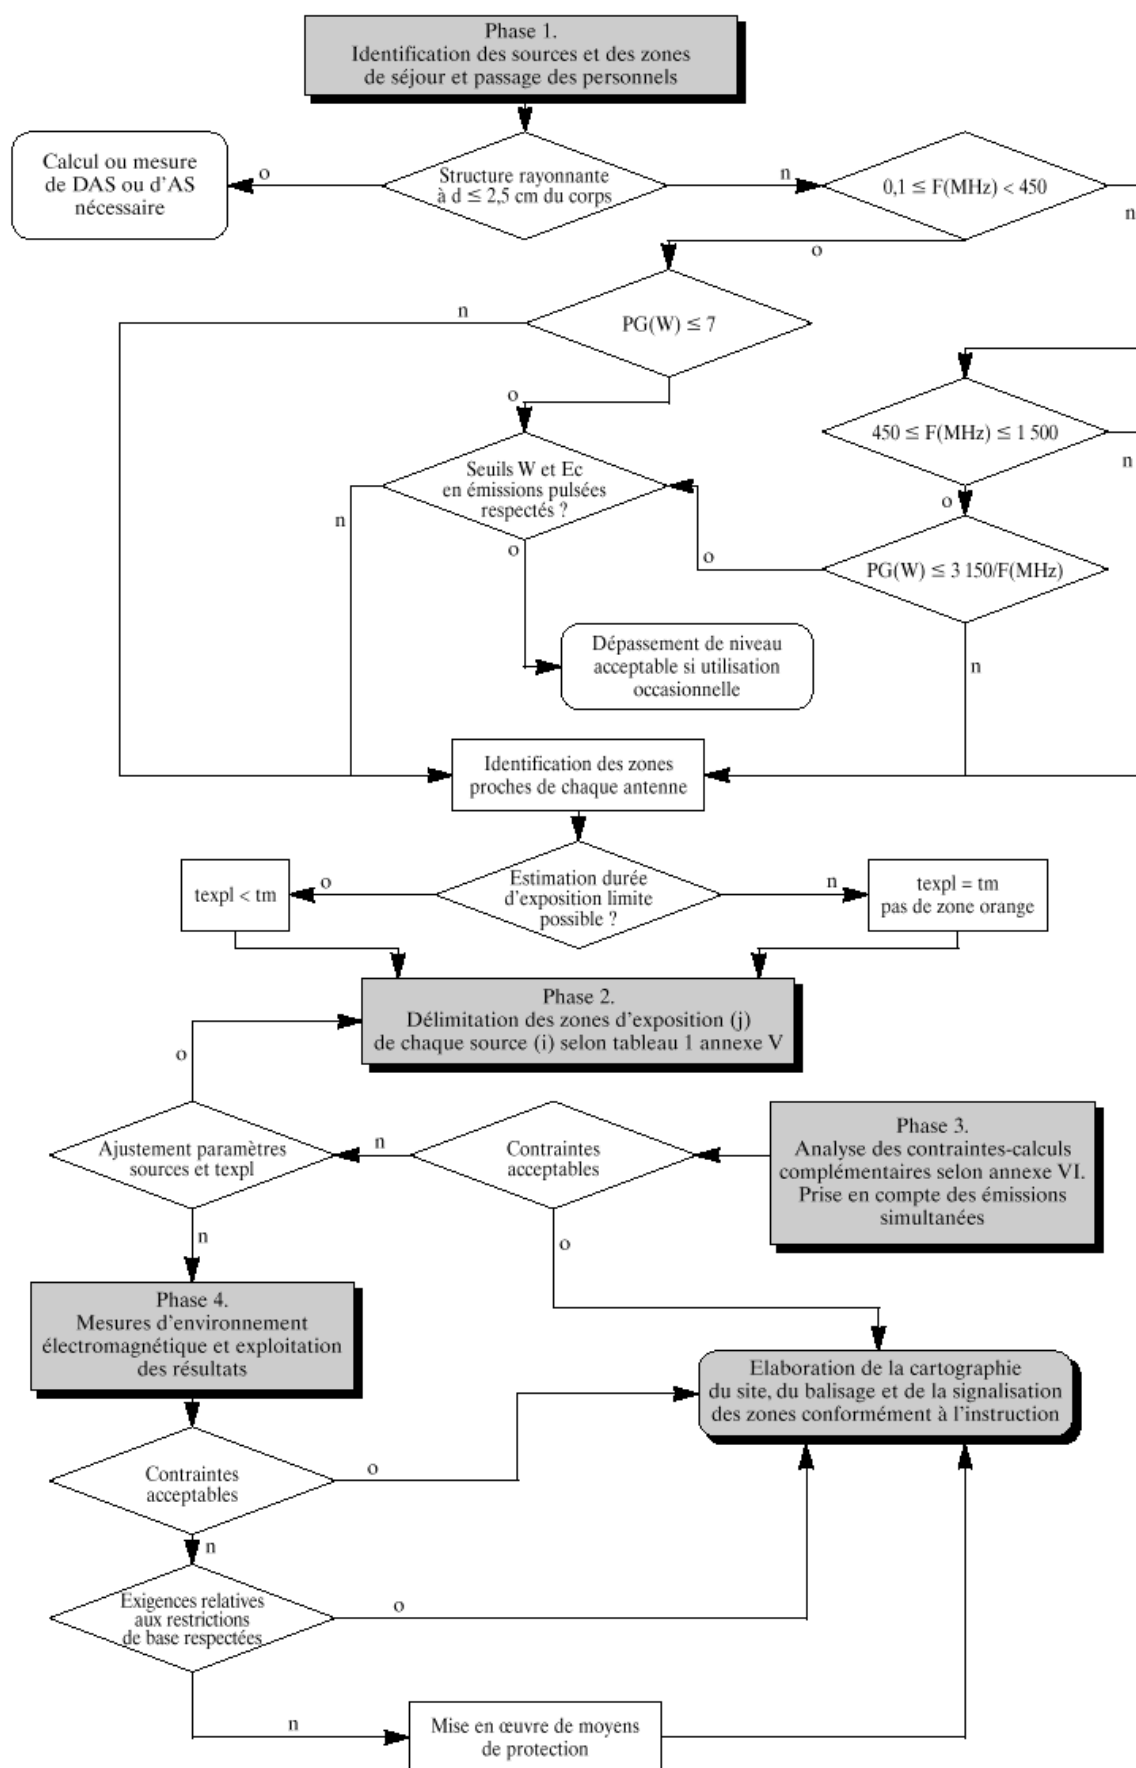 Phase 1.
Identification des sources et des zones
de séjour et passage des personnels
Calcul ou mesure
de DAS ou d'AS
nécessaire
o
Structure rayonnante
à d ≤ 2,5 cm du corps
n
0,1 ≤ F(MHz) < 450
n
o
n
PG(W) ≤ 7
o
450 ≤ F(MHz) ≤ 1 500
n
Seuils W et Ec
en émissions pulsées
respectés ?
n
o
o
o
PG(W) ≤ 3 150/F(MHz)
Dépassement de niveau
acceptable si utilisation
occasionnelle
n
Identification des zones
proches de chaque antenne
texpl < tm
o
Estimation durée
d'exposition limite
possible ?
n
texpl = tm
pas de zone orange
Phase 2.
Délimitation des zones d'exposition (j)
de chaque source (i) selon tableau 1 annexe V
o
Ajustement paramètres
sources et texpl
n
Contraintes
acceptables
Phase 3.
Analyse des contraintes-calculs
complémentaires selon annexe VI.
Prise en compte des émissions
simultanées
n
o
Phase 4.
Mesures d'environnement
électromagnétique et exploitation
des résultats
Elaboration de la cartographie
du site, du balisage et de la signalisation
des zones conformément à l'instruction
Contraintes
acceptables
o
n
Exigences relatives
aux restrictions
de base respectées
o
n
Mise en œuvre de moyens
de protection